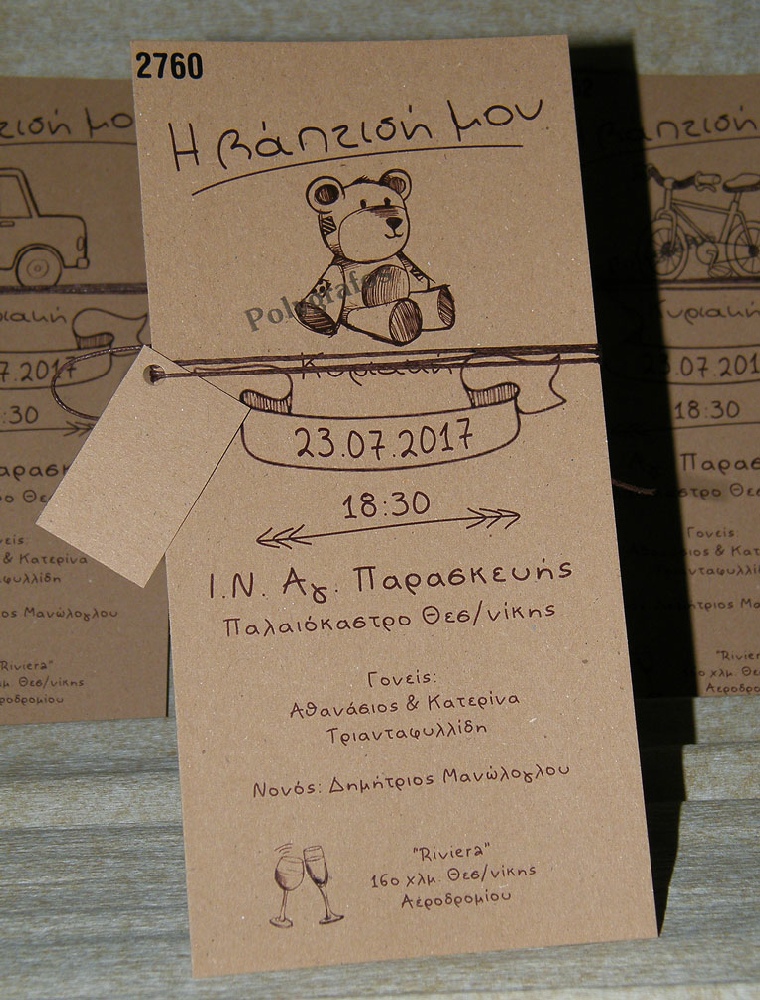 2760
Η βάπτισή μου
Polygrafos
Κυριακή
23.07.2017
18:30
Ι.Ν. Αγ. Παρασκευής
Παλαιόκαστρο Θεσ/νίκης
Γονείς:
Αθανάσιος & Κατερίνα
Τριανταφυλλίδη
Νονός: Δημήτριος Μανώλογλου
"Riviera"
16ο χλμ. Θεσ/νίκης
Αεροδρομίου